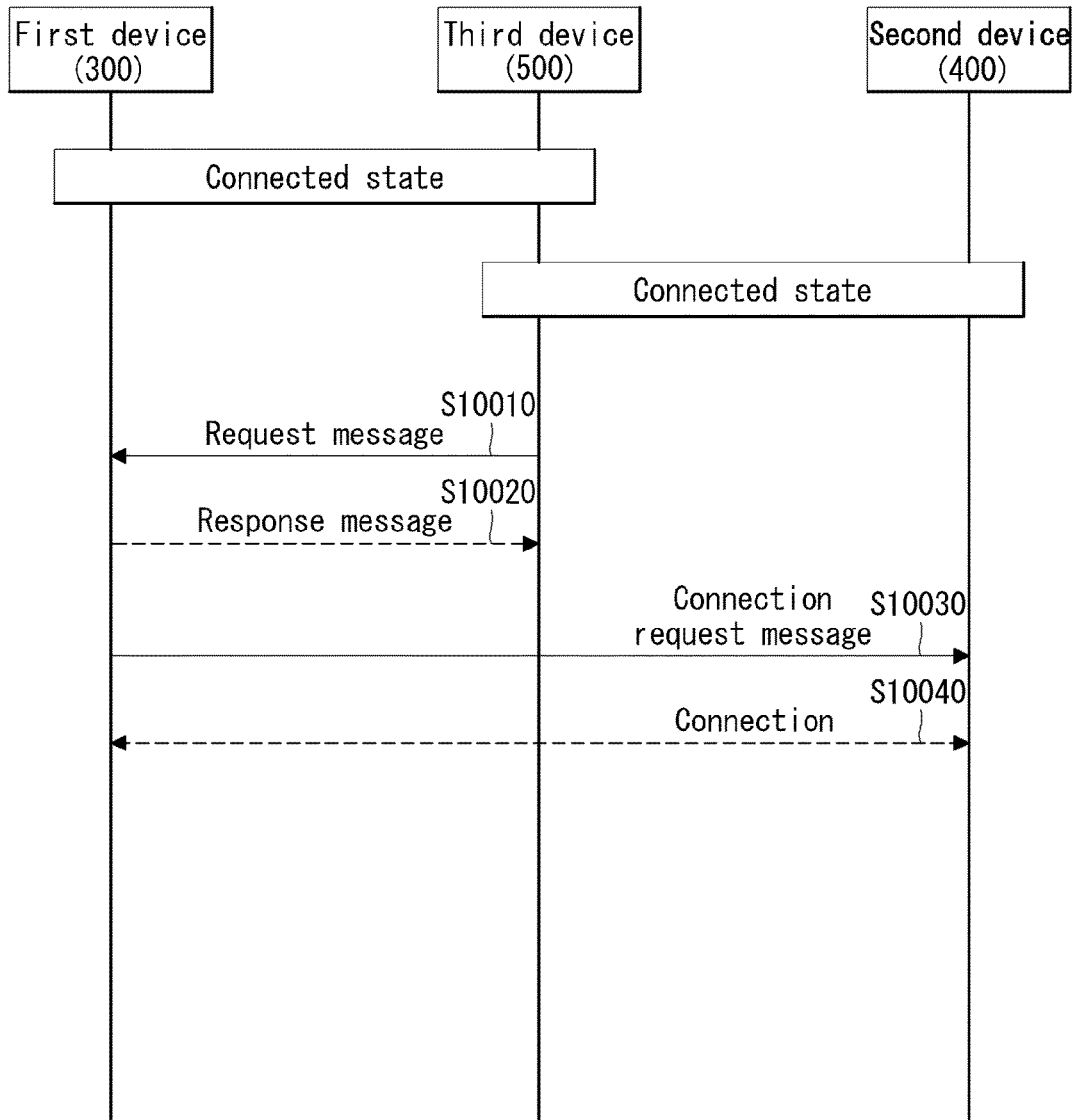 First device
(300)
Third device
(500)
Second device
(400)
Connected state
Connected state
S10010
Request message
S10020
Response message
Connection
request message
S10030
S10040
Connection